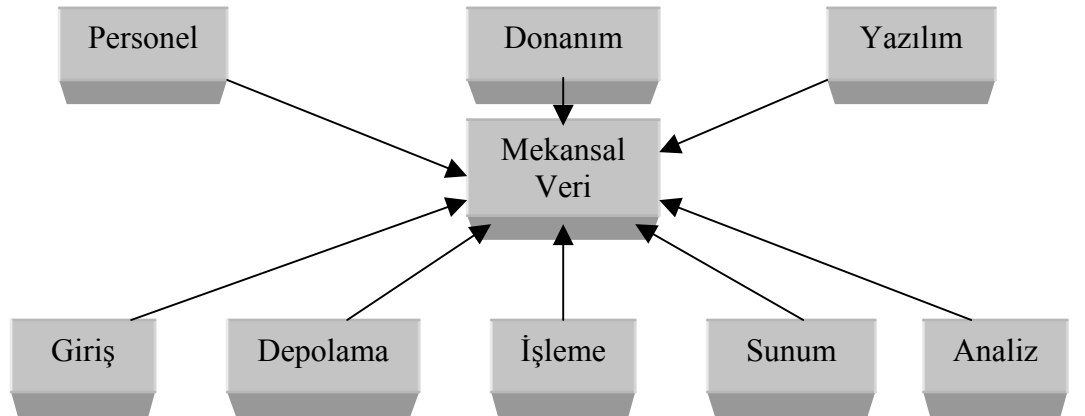 Personel
Donanım
Yazılım
Mekansal
Veri
Giriş
Depolama
İşleme
Sunum
Analiz